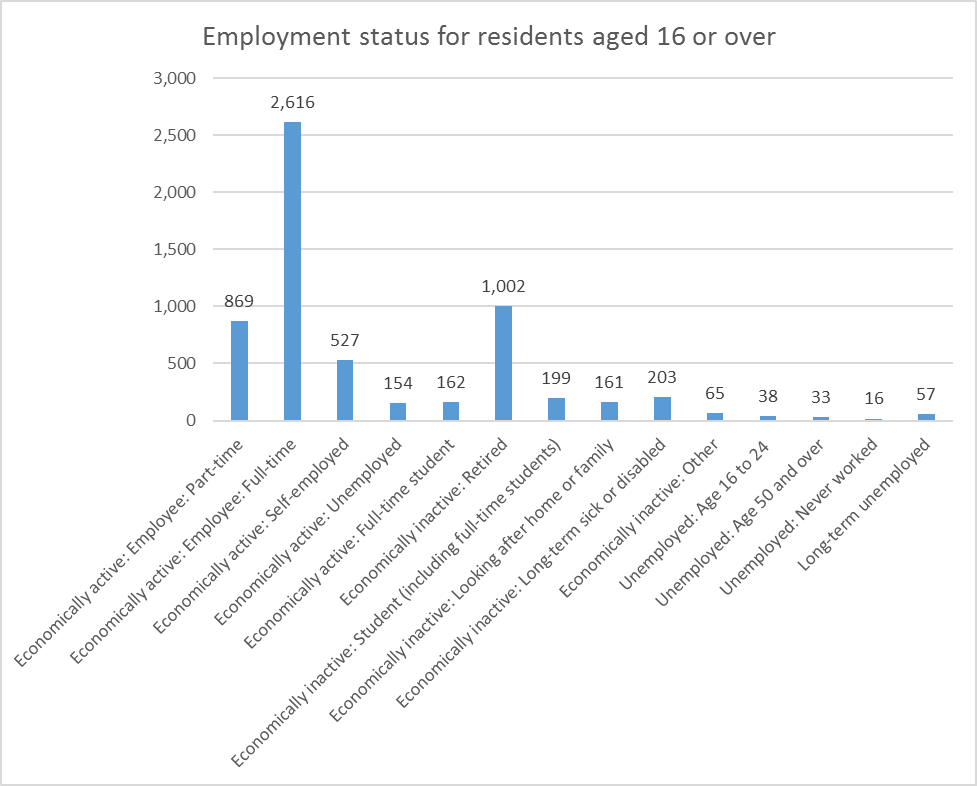 Employment status for residents aged 16 or over
3,000
2,500
2,000
1,500
1,000
500
0
869
2,616
527
154
162
1,002
199
161
203
65
38
33
16
57
Economically active: Employee: Part-time
Economically active: Employee: Full-time
Economically active: Self-employed
Economically active: Unemployed
Economically active: Full-time student
Economically inactive: Retired
Economically inactive: Student (including full-time students)
Economically inactive: Looking after home or family
Economically inactive: Long-term sick or disabled
Economically inactive: Other
Unemployed: Age 16 to 24
Unemployed: Age 50 and over
Unemployed: Never worked
Long-term unemployed